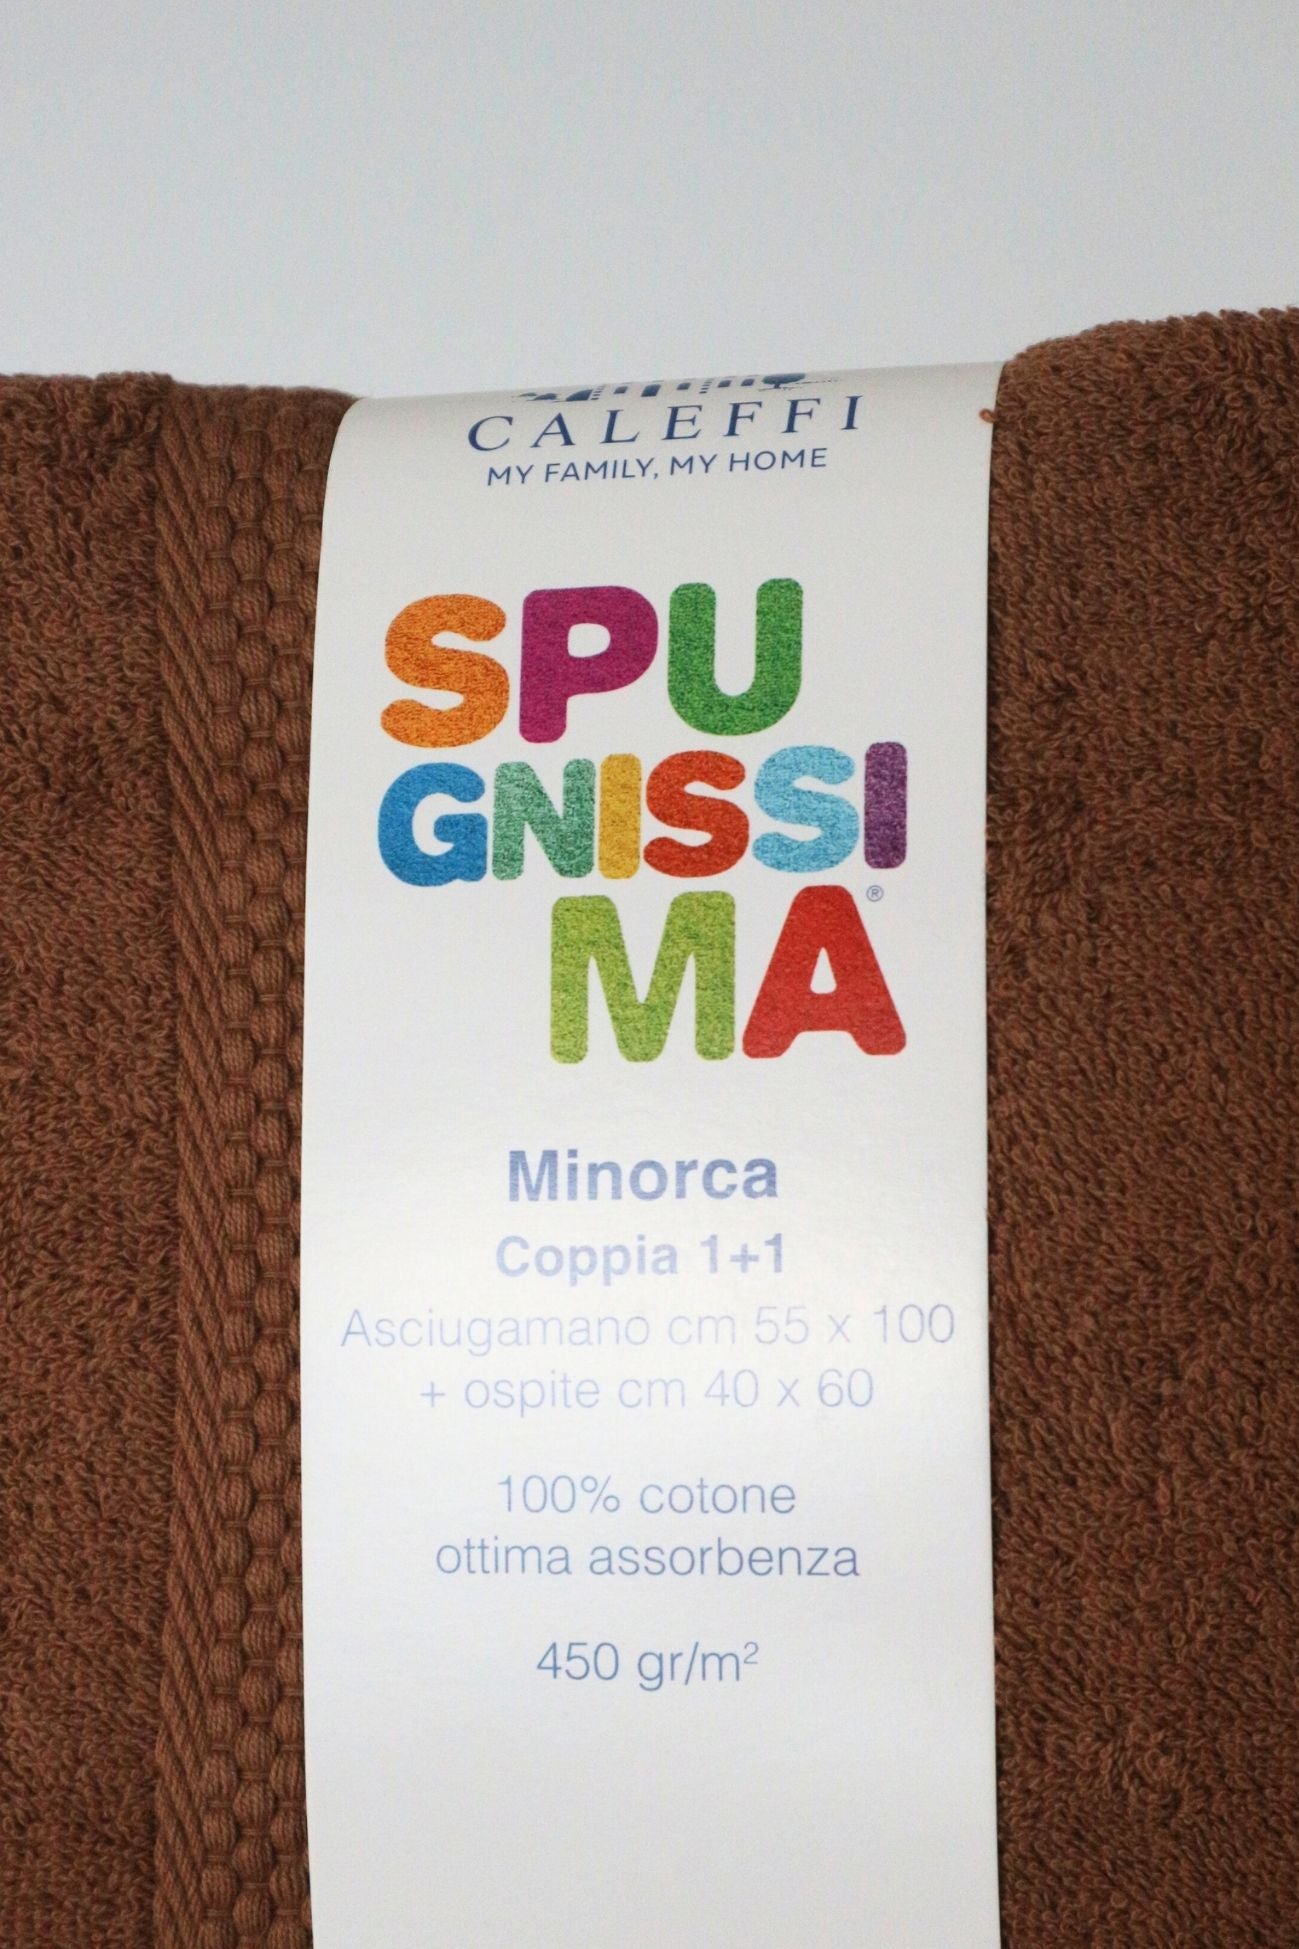 CALEFFI
MY FAMILY, MY HOME
SPU
GNISSI
MA®
Minorca
Coppia 1+1
Asciugamano cm 55 x 100
+ ospite cm 40 x 60
100% cotone
ottima assorbenza
450 gr/m²